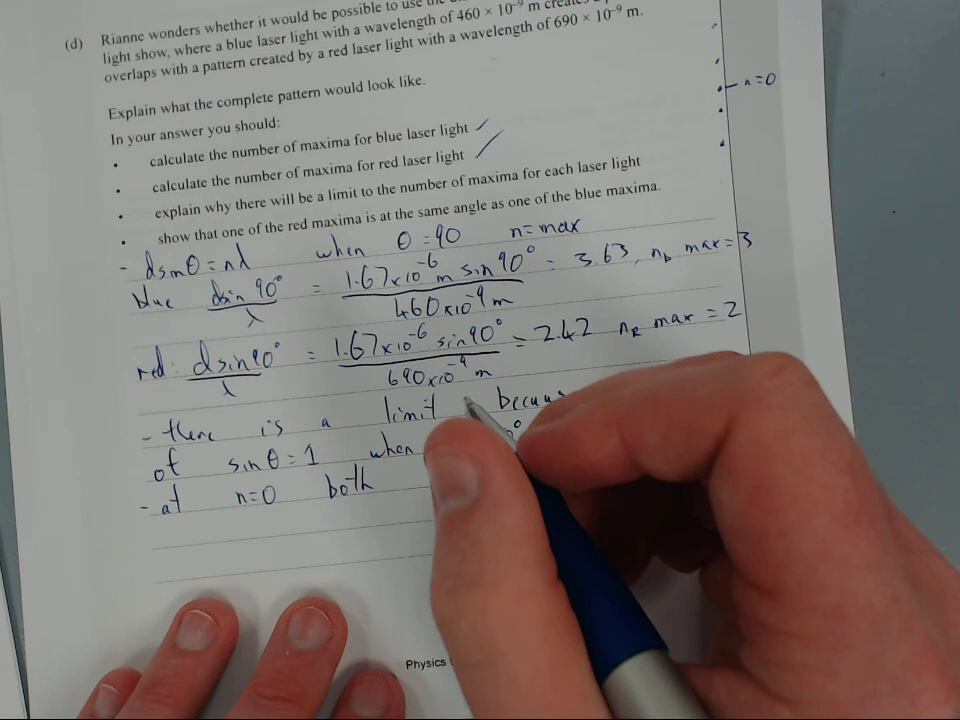 (d) Rianne wonders whether it would be possible to use the
light show, where a blue laser light with a wavelength of 460 × 10⁻⁹ m creates a
overlaps with a pattern created by a red laser light with a wavelength of 690 × 10⁻⁹ m.
Explain what the complete pattern would look like.
In your answer you should:
• calculate the number of maxima for blue laser light
• calculate the number of maxima for red laser light
• explain why there will be a limit to the number of maxima for each laser light
• show that one of the red maxima is at the same angle as one of the blue maxima.
n=0
- dsinθ = nλ when θ = 90 n = max
blue dsin 90° / λ = 1.67×10⁻⁶ m sin 90° / 460×10⁻⁹ m = 3.63, n_b max = 3
red: dsin90° / λ = 1.67×10⁻⁶ sin90° / 690×10⁻⁹ m = 2.42 n_R max = 2
- there is a limit
of sinθ = 1 when
- at n=0 both
Physics